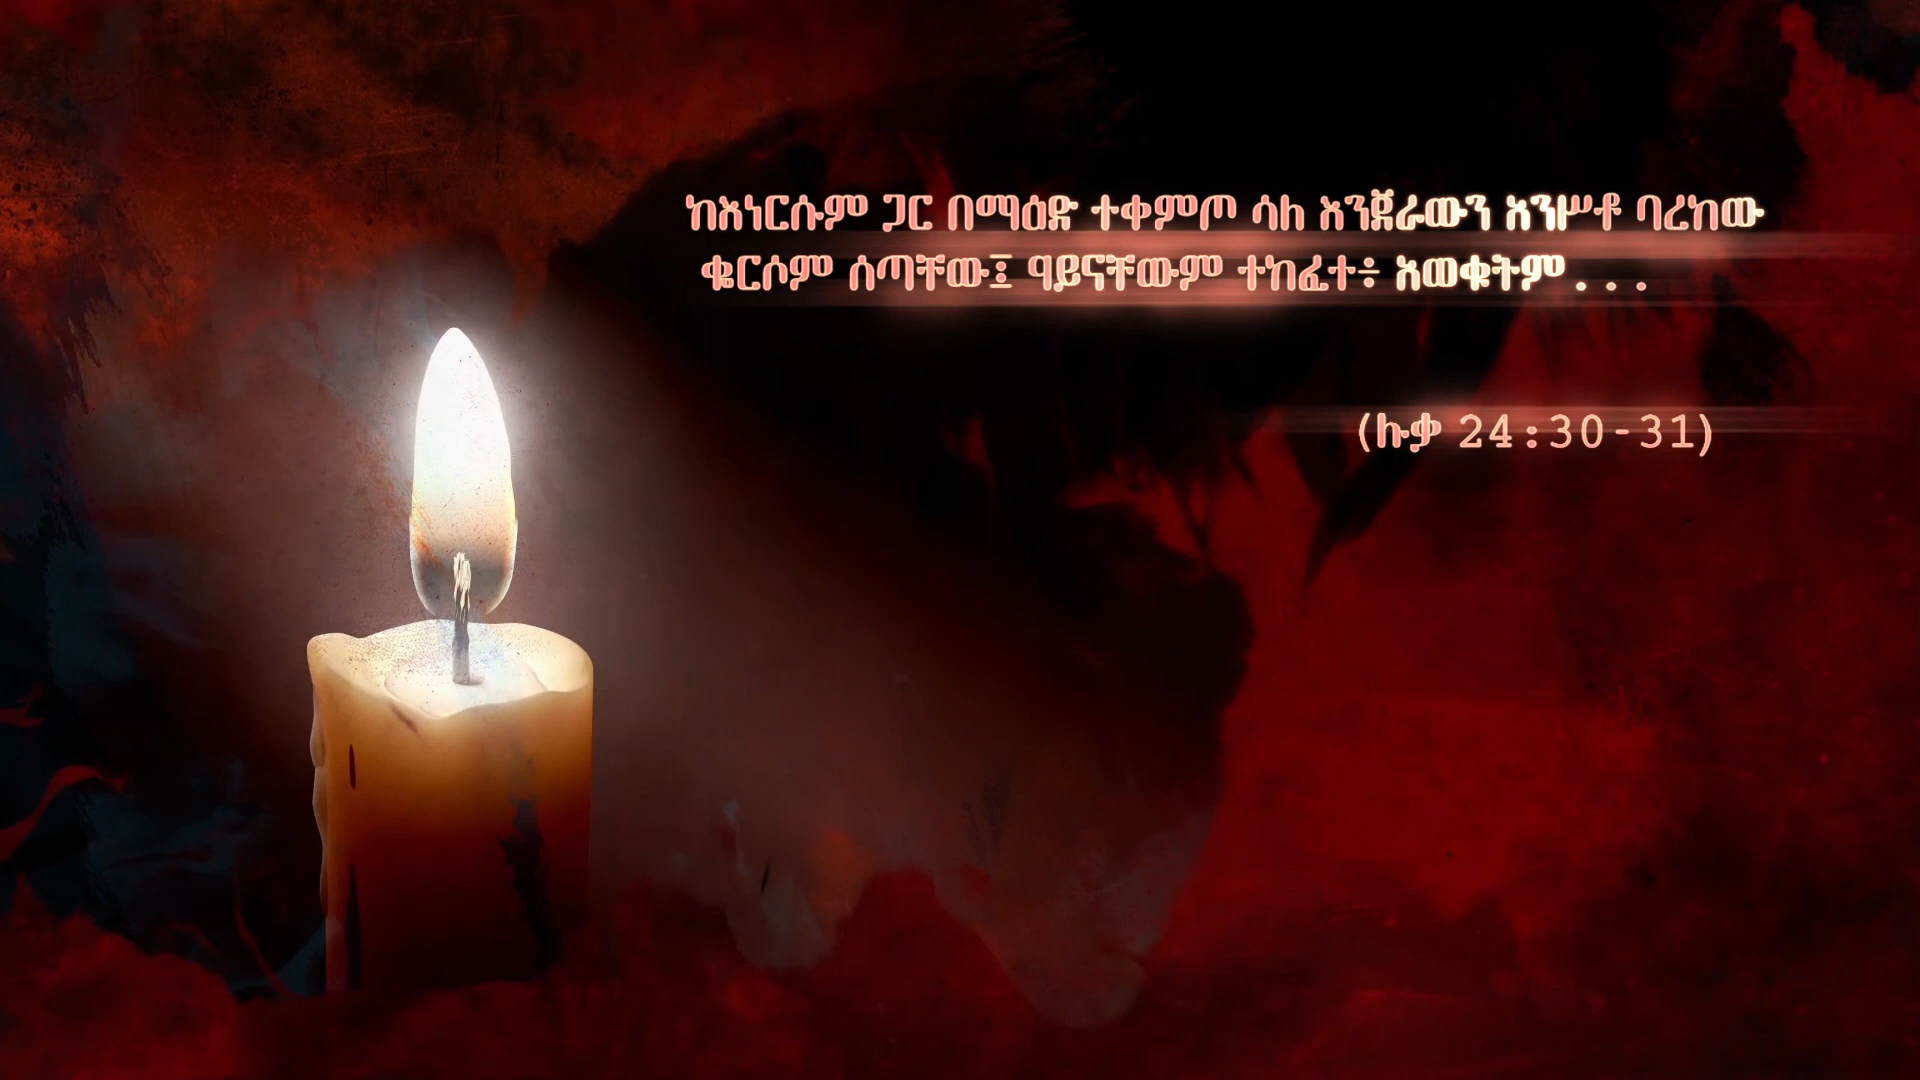 ከእነርሱም ጋር በማዕድ ተቀምጦ ሳለ እንጀራውን አንሥቶ ባረከው
ቈርሶም ሰጣቸው፤ ዓይናቸውም ተከፈተ፥ አወቁትም . . .
(ሉቃ 24:30-31)